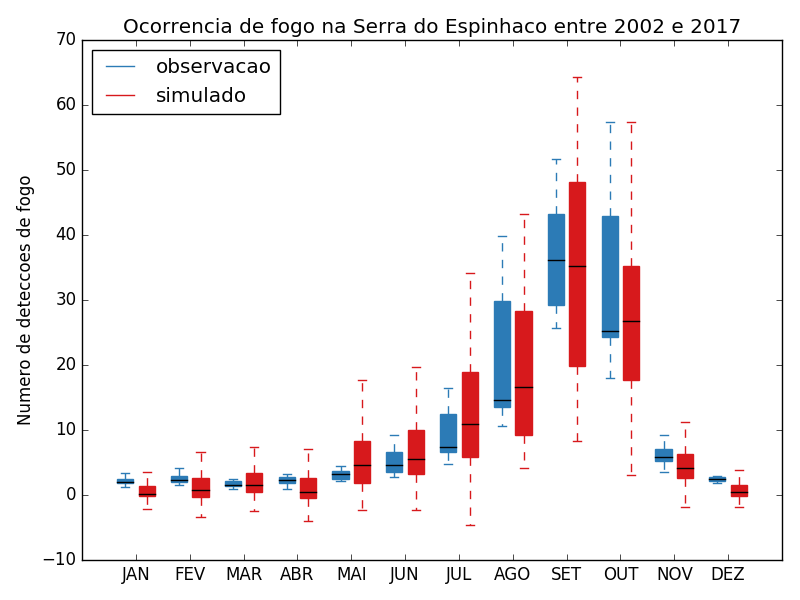 Ocorrencia de fogo na Serra do Espinhaco entre 2002 e 2017
observacao
simulado
Numero de deteccoes de fogo
70
60
50
40
30
20
10
0
−10
JAN FEV MAR ABR MAI JUN JUL AGO SET OUT NOV DEZ